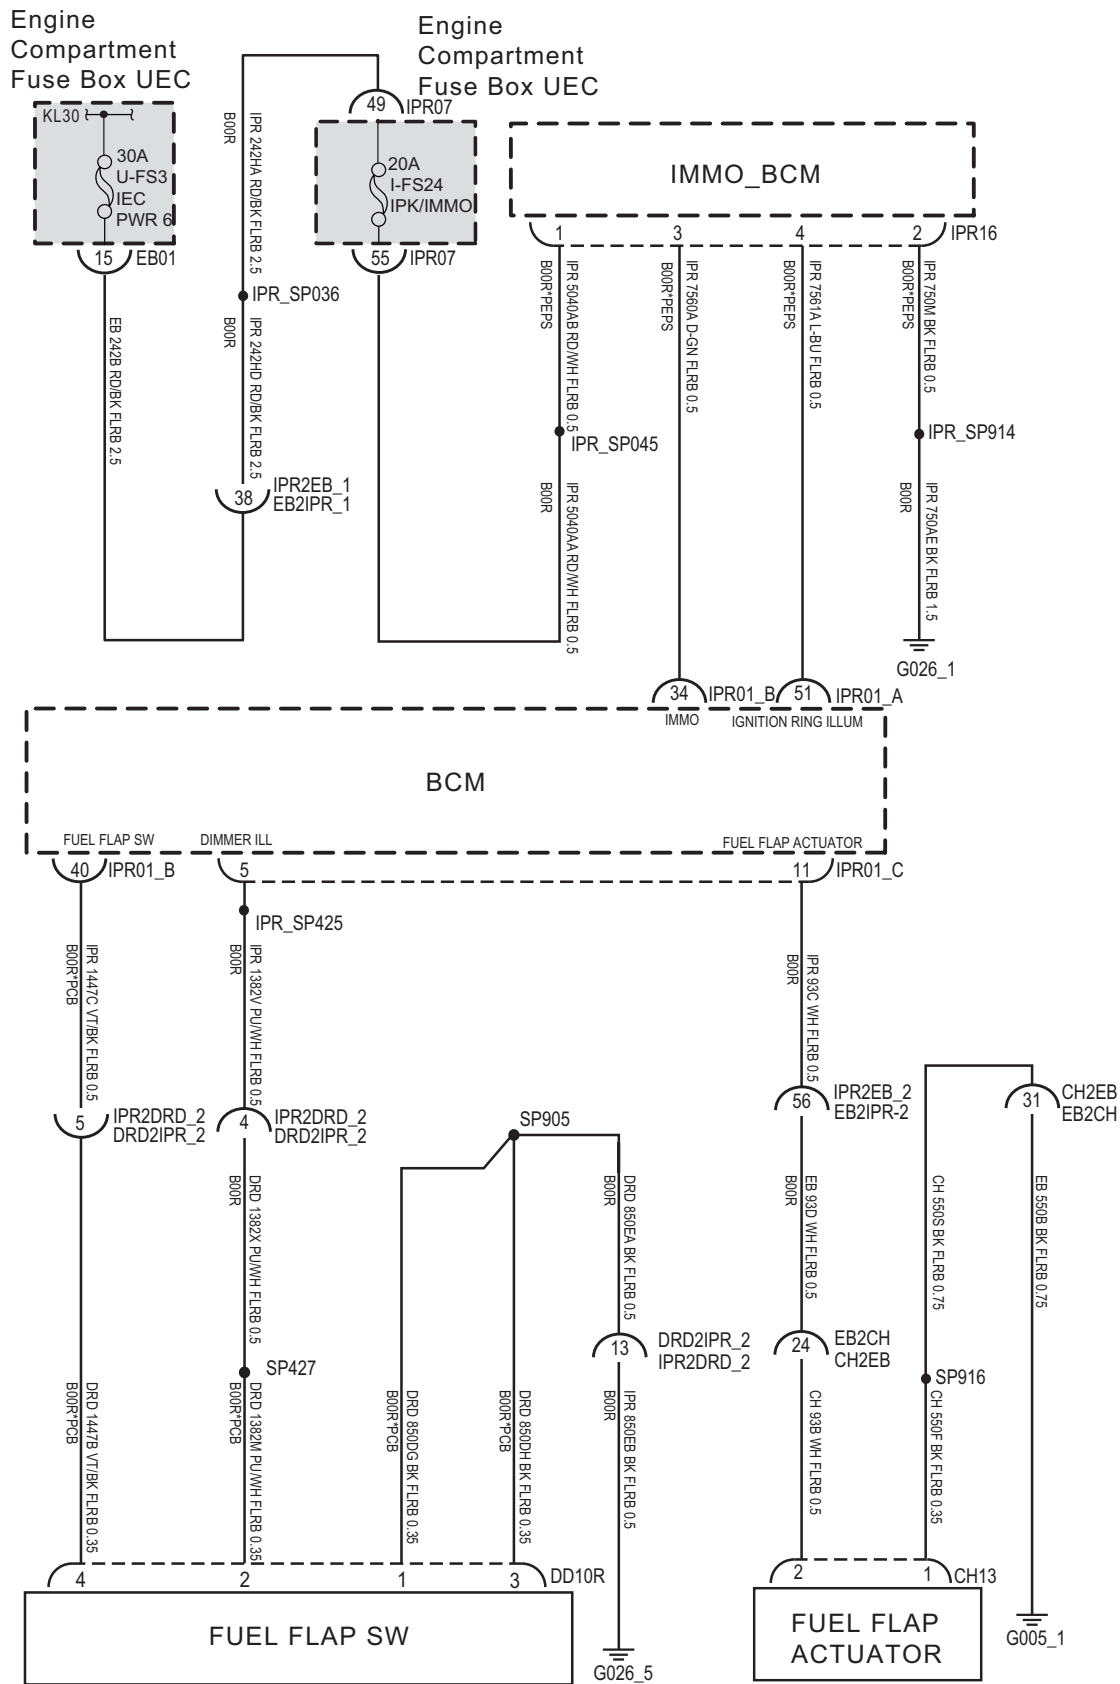 Engine
Compartment
Fuse Box UEC
Engine
Compartment
Fuse Box UEC
KL30
30A
U-FS3
IEC
PWR 6
15
EB01
49
IPR07
20A
I-FS24
IPK/IMMO
55
IPR07
IMMO_BCM
1
3
4
2
IPR16
IPR 242HA RD/BK FLRB 2.5
B00R
IPR_SP036
IPR 242HD RD/BK FLRB 2.5
B00R
EB 242B RD/BK FLRB 2.5
38
IPR2EB_1
EB2IPR_1
IPR 5040AB RD/WH FLRB 0.5
B00R*PEPS
IPR_SP045
IPR 5040AA RD/WH FLRB 0.5
B00R
IPR 7560A D-GN FLRB 0.5
B00R*PEPS
IPR 7561A L-BU FLRB 0.5
B00R*PEPS
IPR 750M BK FLRB 0.5
B00R*PEPS
IPR_SP914
IPR 750AE BK FLRB 1.5
B00R
G026_1
34
IPR01_B
51
IPR01_A
IMMO
IGNITION RING ILLUM
BCM
FUEL FLAP SW
DIMMER ILL
FUEL FLAP ACTUATOR
40
IPR01_B
5
11
IPR01_C
IPR_SP425
IPR 1447C VT/BK FLRB 0.5
B00R*PCB
IPR 1382V PU/WH FLRB 0.5
B00R
IPR 93C WH FLRB 0.5
B00R
5
IPR2DRD_2
DRD2IPR_2
4
IPR2DRD_2
DRD2IPR_2
SP905
56
IPR2EB_2
EB2IPR-2
31
CH2EB
EB2CH
DRD 1382X PU/WH FLRB 0.5
B00R
DRD 850EA BK FLRB 0.5
B00R
EB 93D WH FLRB 0.5
B00R
CH 550S BK FLRB 0.75
EB 550B BK FLRB 0.75
13
DRD2IPR_2
IPR2DRD_2
24
EB2CH
CH2EB
SP427
SP916
DRD 1447B VT/BK FLRB 0.35
B00R*PCB
DRD 1382M PU/WH FLRB 0.35
B00R*PCB
DRD 850DG BK FLRB 0.35
B00R*PCB
DRD 850DH BK FLRB 0.35
B00R*PCB
IPR 850EB BK FLRB 0.5
B00R
CH 93B WH FLRB 0.5
CH 550F BK FLRB 0.35
4
2
1
3
DD10R
2
1
CH13
FUEL FLAP SW
FUEL FLAP
ACTUATOR
G026_5
G005_1